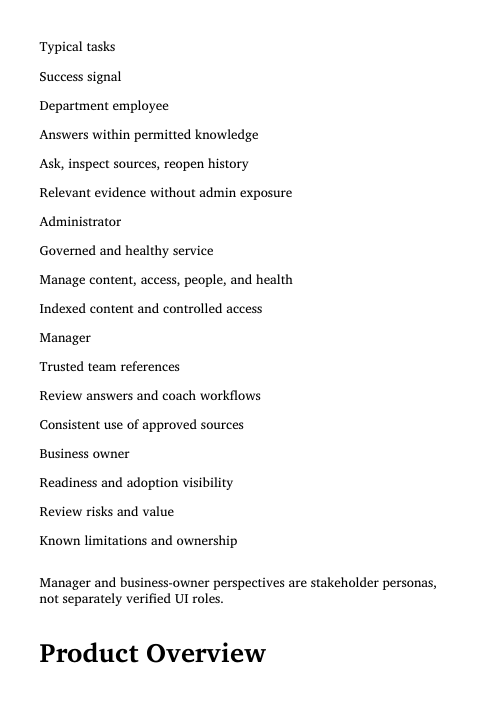 Typical tasks
Success signal
Department employee
Answers within permitted knowledge
Ask, inspect sources, reopen history
Relevant evidence without admin exposure
Administrator
Governed and healthy service
Manage content, access, people, and health
Indexed content and controlled access
Manager
Trusted team references
Review answers and coach workflows
Consistent use of approved sources
Business owner
Readiness and adoption visibility
Review risks and value
Known limitations and ownership
Manager and business-owner perspectives are stakeholder personas,
not separately verified UI roles.
Product Overview